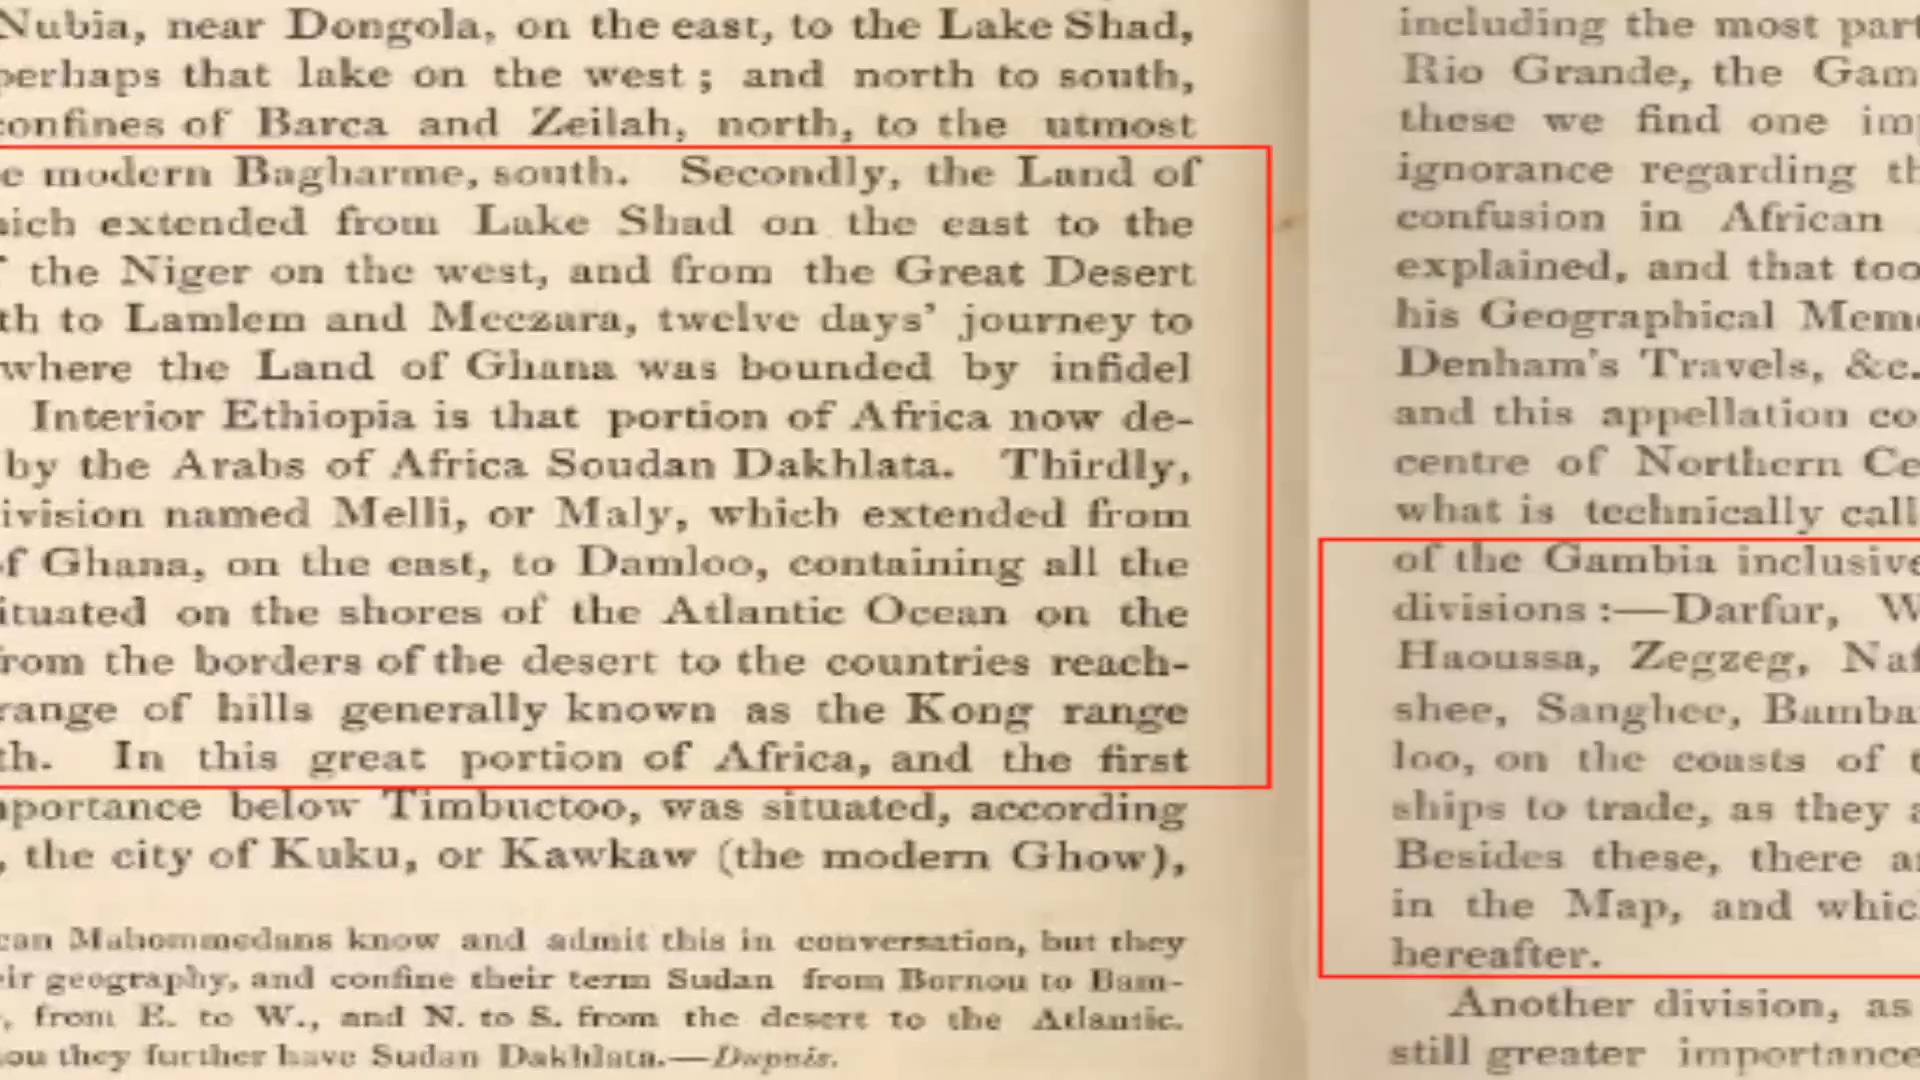 Nubia, near Dongola, on the east, to the Lake Shad,
perhaps that lake on the west; and north to south,
confines of Barca and Zeilah, north, to the utmost
e modern Bagharme, south. Secondly, the Land of
hich extended from Lake Shad on the east to the
the Niger on the west, and from the Great Desert
th to Lamlem and Meczara, twelve days' journey to
where the Land of Ghana was bounded by infidel
Interior Ethiopia is that portion of Africa now de-
by the Arabs of Africa Soudan Dakhlata. Thirdly,
ivision named Melli, or Maly, which extended from
of Ghana, on the east, to Damloo, containing all the
ituated on the shores of the Atlantic Ocean on the
from the borders of the desert to the countries reach-
range of hills generally known as the Kong range
th. In this great portion of Africa, and the first
mportance below Timbuctoo, was situated, according
, the city of Kuku, or Kawkaw (the modern Ghow),
can Mahommedans know and admit this in conversation, but they
eir geography, and confine their term Sudan from Bornou to Bam-
, from E. to W., and N. to S. from the desert to the Atlantic.
ou they further have Sudan Dakhlata.—Dupuis.
including the most part
Rio Grande, the Gam
these we find one imp
ignorance regarding th
confusion in African
explained, and that too
his Geographical Memo
Denham's Travels, &c.
and this appellation co
centre of Northern Ce
what is technically call
of the Gambia inclusive
divisions:—Darfur, W
Haoussa, Zegzeg, Naf
shee, Sanghee, Bamba
loo, on the coasts of t
ships to trade, as they a
Besides these, there a
in the Map, and whic
hereafter.
Another division, as
still greater importance